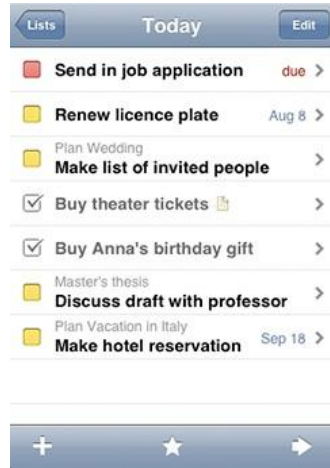 Lists Today Edit
Send in job application due
Renew licence plate Aug 8
Plan Wedding
Make list of invited people
Buy theater tickets
Buy Anna's birthday gift
Master's thesis
Discuss draft with professor
Plan Vacation in Italy
Make hotel reservation Sep 18